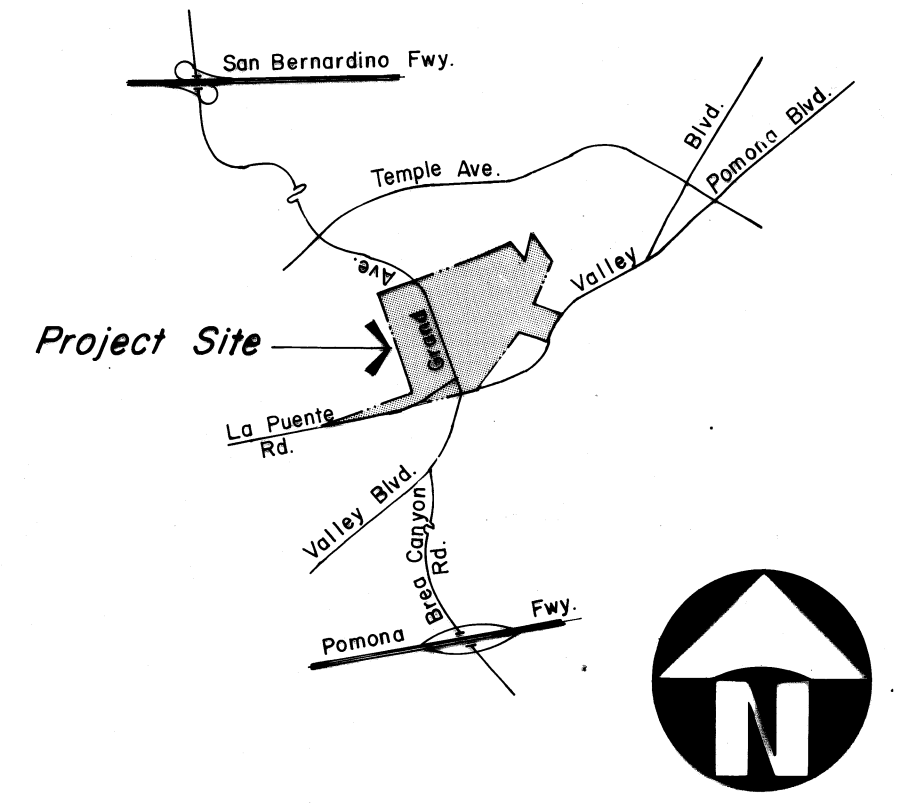 San Bernardino Fwy.
Temple Ave.
Blvd.
Pomona Blvd.
Valley
Grand
Ave.
Project Site
La Puente
Rd.
Valley Blvd.
Brea Canyon
Rd.
Pomona Fwy.
N